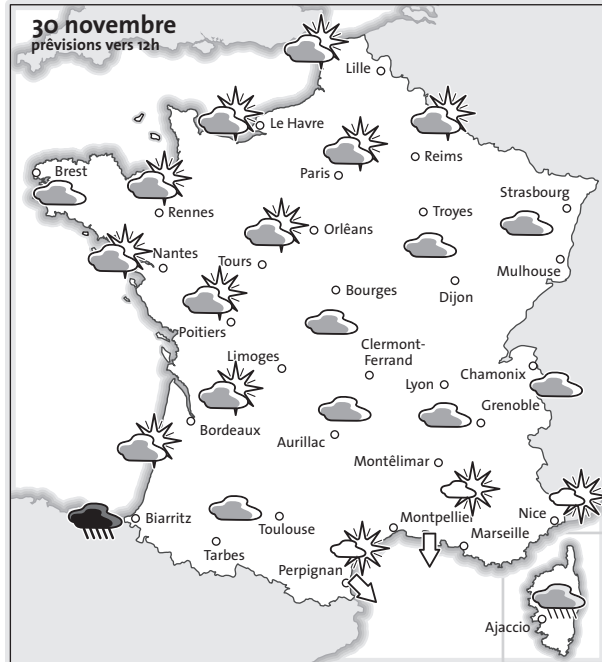 30 novembre
prévisions vers 12h
Lille
Le Havre
Reims
Paris
Brest
Strasbourg
Rennes
Troyes
Orlêans
Nantes
Tours
Mulhouse
Bourges
Dijon
Poitiers
Clermont-
Ferrand
Limoges
Chamonix
Lyon
Grenoble
Bordeaux
Aurillac
Montêlimar
Biarritz
Toulouse
Montpellier
Nice
Marseille
Tarbes
Perpignan
Ajaccio